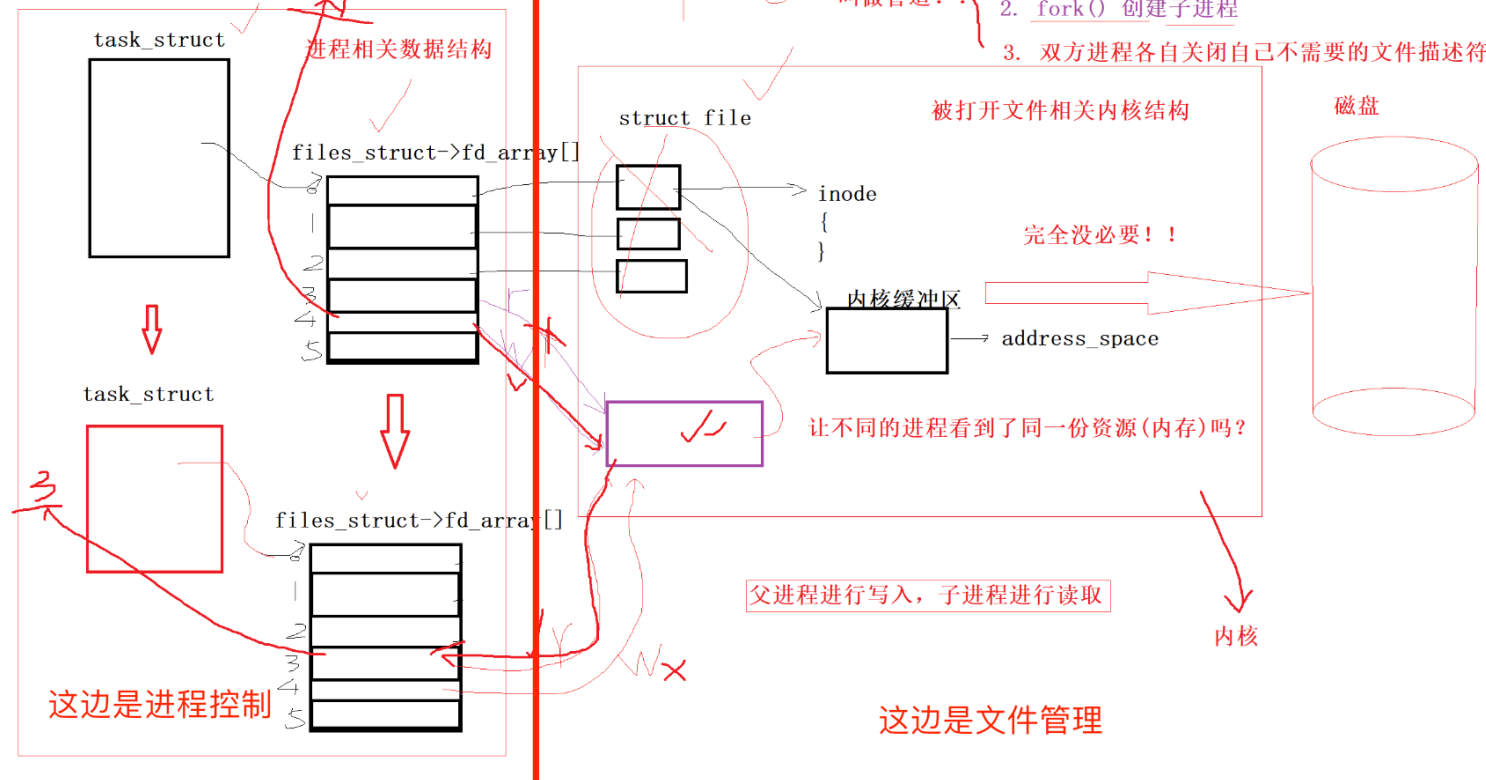 2. fork() 创建子进程
3. 双方进程各自关闭自己不需要的文件描述符
task_struct
进程相关数据结构
struct file
被打开文件相关内核结构
磁盘
files_struct->fd_array[]
0
1
2
3
4
5
inode
{
}
完全没必要!!
内核缓冲区
address_space
r
W
task_struct
让不同的进程看到了同一份资源(内存)吗?
3
files_struct->fd_array[]
0
1
2
3
4
5
r
W
父进程进行写入，子进程进行读取
内核
这边是进程控制
这边是文件管理